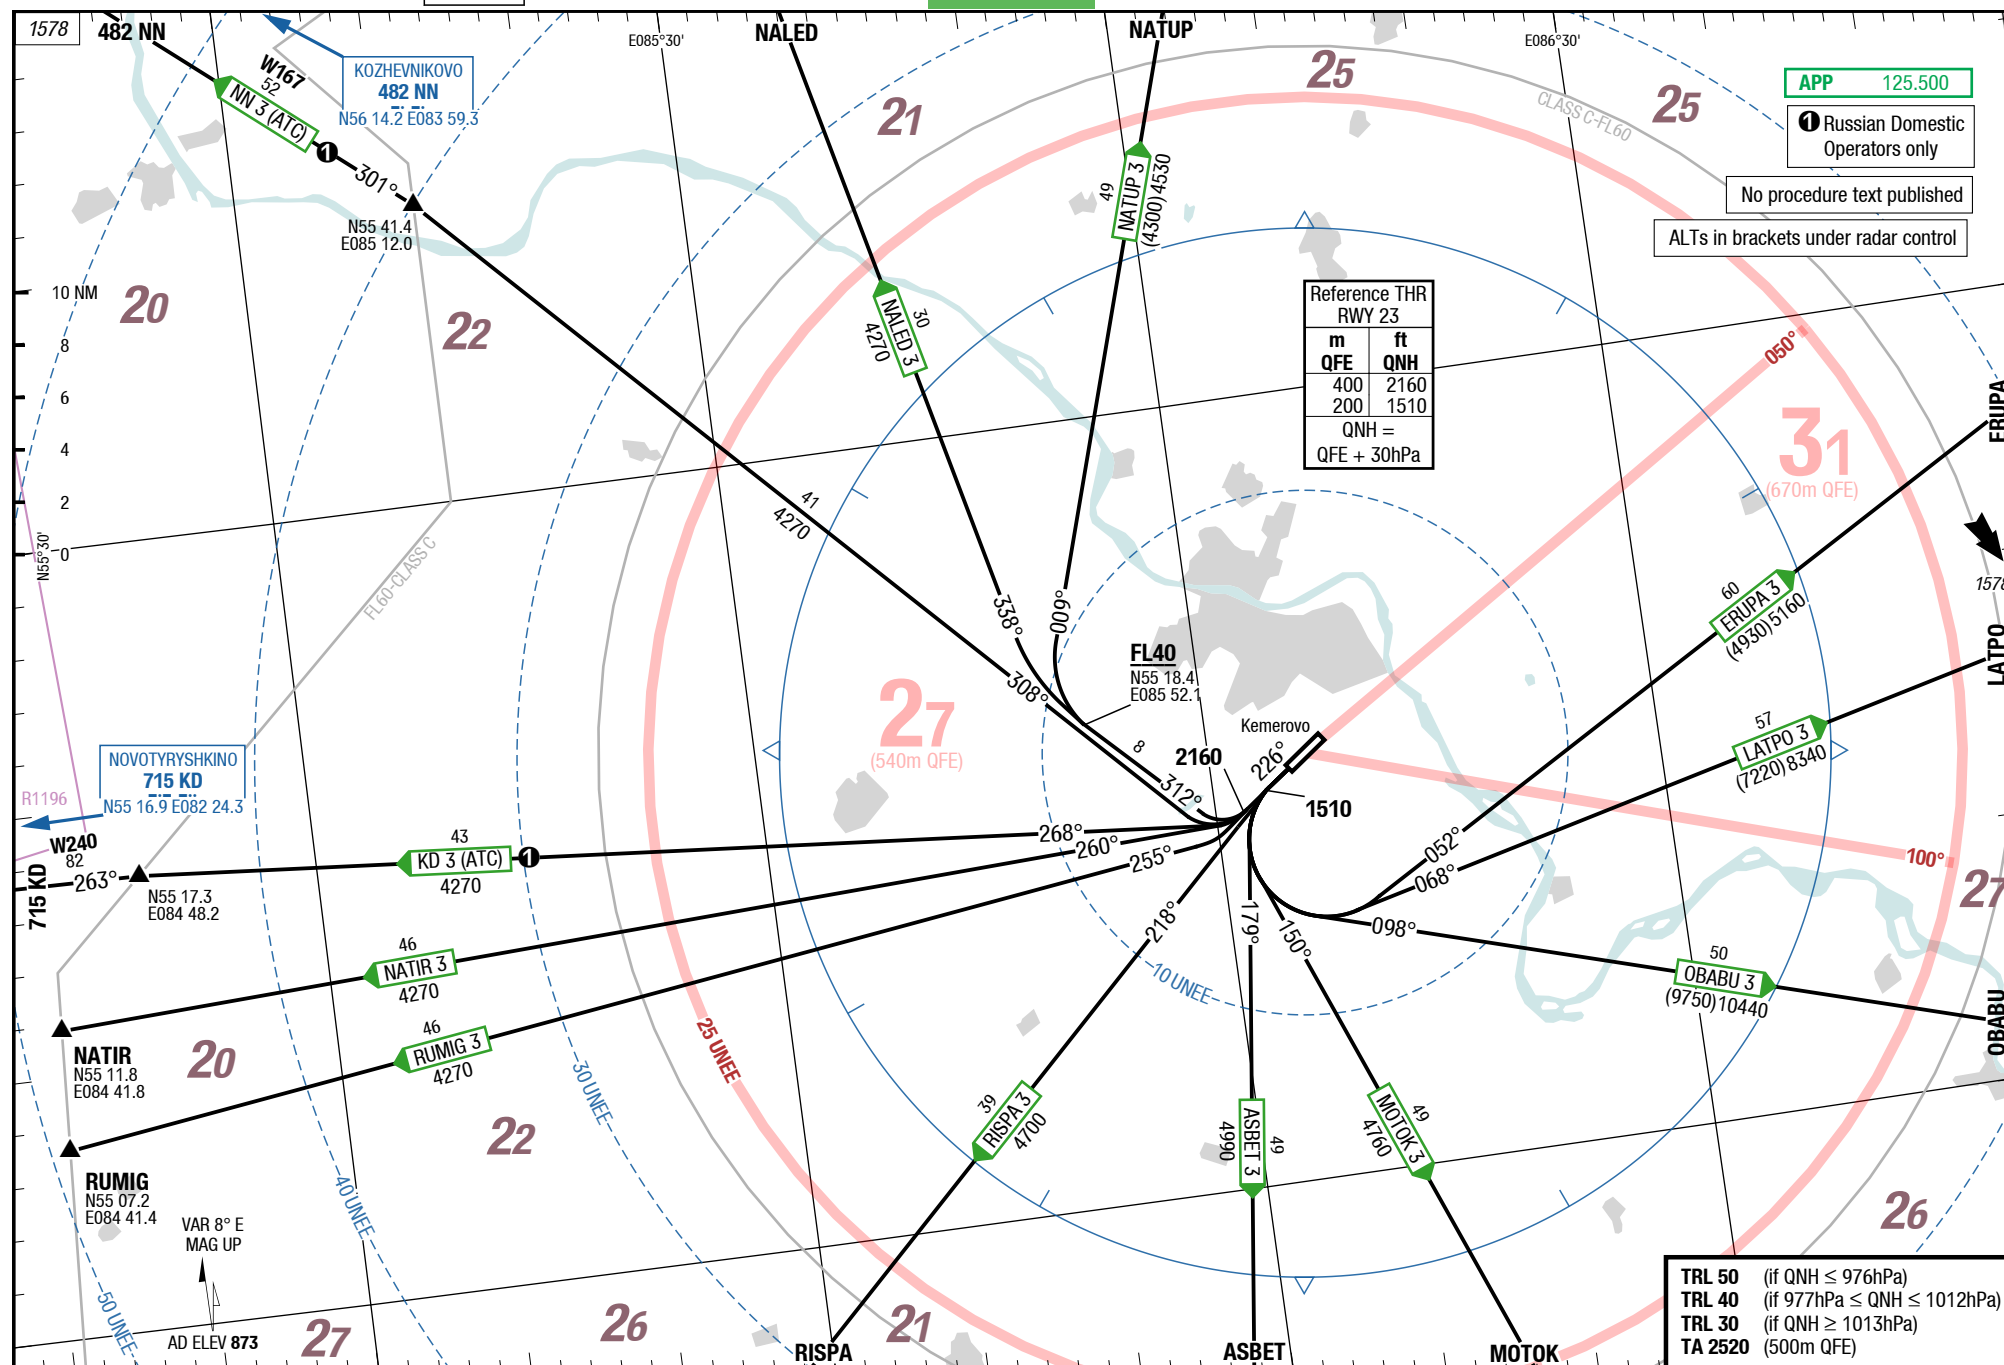 1578
482 NN
E085°30'
NALED
NATUP
E086°30'
25
25
21
CLASS C-FL60
APP 125.500
1 Russian Domestic
Operators only
No procedure text published
ALTs in brackets under radar control
W167
52
NN 3 (ATC)
1
301°
KOZHEVNIKOVO
482 NN
N56 14.2 E083 59.3
N55 41.4
E085 12.0
49
NATUP 3
(4300)4530
30
NALED 3
4270
10 NM
8
6
4
2
0
N55°30'
20
22
Reference THR
RWY 23
m ft
QFE QNH
400 2160
200 1510
QNH =
QFE + 30hPa
050°
31
(670m QFE)
ERUPA
41
4270
FL60-CLASS C
338°
009°
308°
FL40
N55 18.4
E085 52.1
60
ERUPA 3
(4930)5160
1578
LATPO
27
(540m QFE)
8
312°
2160
Kemerovo
226°
1510
57
LATPO 3
(7220)8340
NOVOTYRYSHKINO
715 KD
N55 16.9 E082 24.3
R1196
W240
82
263°
715 KD
N55 17.3
E084 48.2
43
KD 3 (ATC)
4270
1
268°
260°
255°
218°
179°
150°
052°
068°
098°
100°
27
46
NATIR 3
4270
10 UNEE
50
OBABU 3
(9750)10440
OBABU
NATIR
N55 11.8
E084 41.8
20
46
RUMIG 3
4270
25 UNEE
30 UNEE
22
39
RISPA 3
4700
49
ASBET 3
4990
49
MOTOK 3
4760
RUMIG
N55 07.2
E084 41.4
40 UNEE
50 UNEE
VAR 8° E
MAG UP
AD ELEV 873
27
26
21
26
RISPA
ASBET
MOTOK
TRL 50 (if QNH ≤ 976hPa)
TRL 40 (if 977hPa ≤ QNH ≤ 1012hPa)
TRL 30 (if QNH ≥ 1013hPa)
TA 2520 (500m QFE)